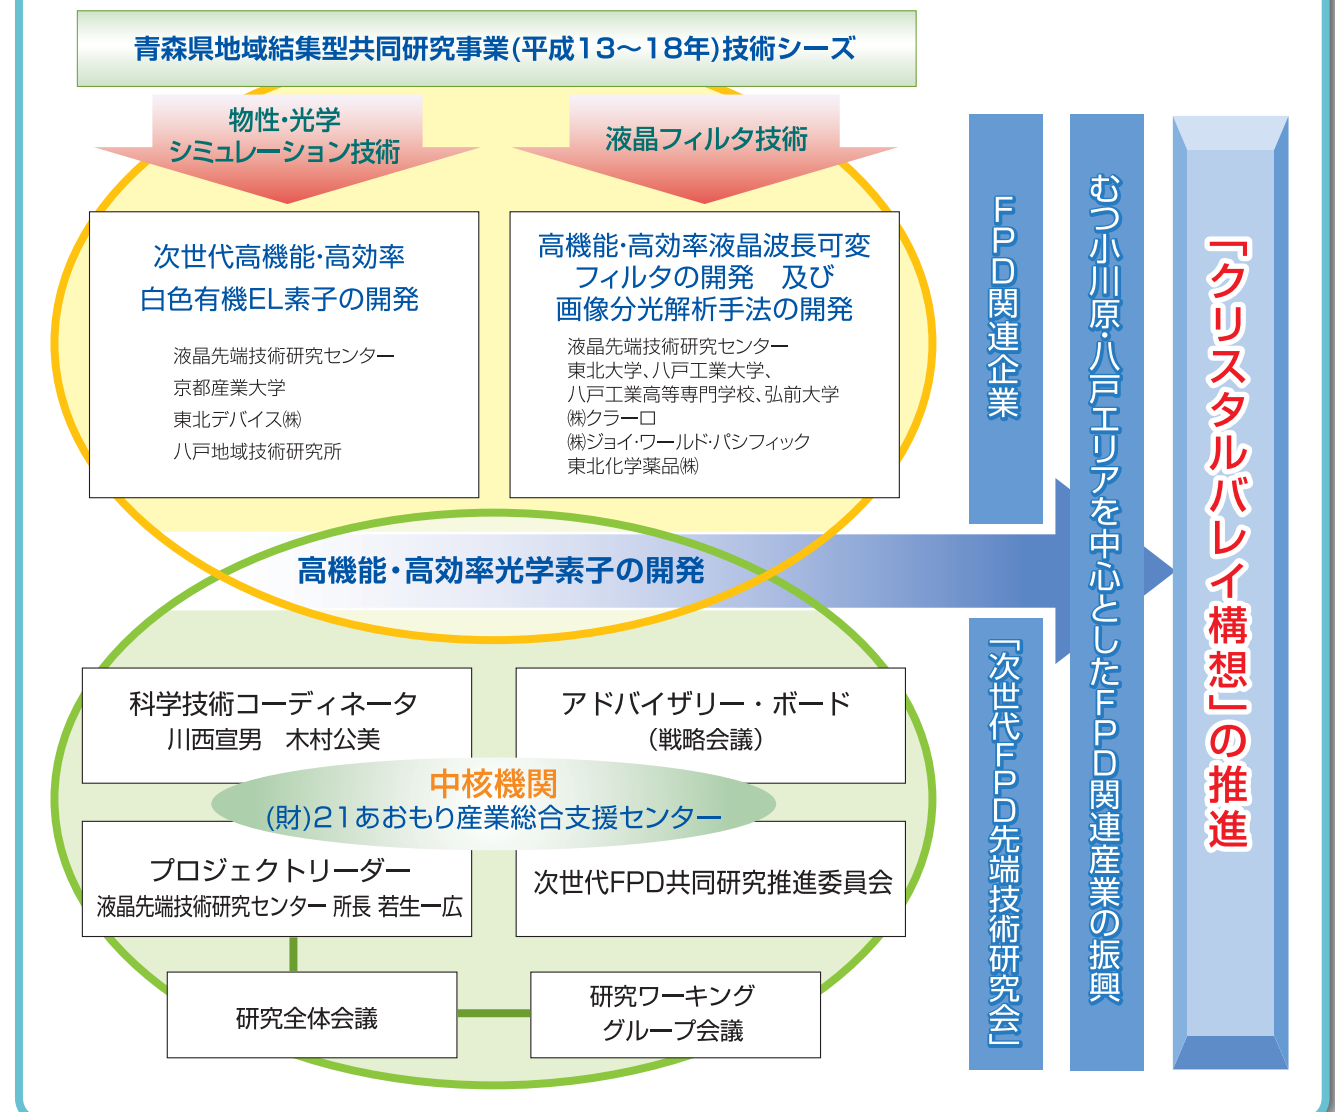 青森県地域結集型共同研究事業(平成13～18年)技術シーズ
物性・光学
シミュレーション技術
液晶フィルタ技術
次世代高機能・高効率
白色有機EL素子の開発
液晶先端技術研究センター
京都産業大学
東北デバイス㈱
八戸地域技術研究所
高機能・高効率液晶波長可変
フィルタの開発　及び
画像分光解析手法の開発
液晶先端技術研究センター
東北大学、八戸工業大学、
八戸工業高等専門学校、弘前大学
㈱クラーロ
㈱ジョイ・ワールド・パシフィック
東北化学薬品㈱
高機能・高効率光学素子の開発
科学技術コーディネータ
川西宣男　木村公美
アドバイザリー・ボード
（戦略会議）
中核機関
(財)21あおもり産業総合支援センター
プロジェクトリーダー
液晶先端技術研究センター 所長 若生一広
次世代FPD共同研究推進委員会
研究全体会議
研究ワーキング
グループ会議
FPD関連企業
「次世代FPD先端技術研究会」
むつ小川原・八戸エリアを中心としたFPD関連産業の振興
「クリスタルバレイ構想」の推進